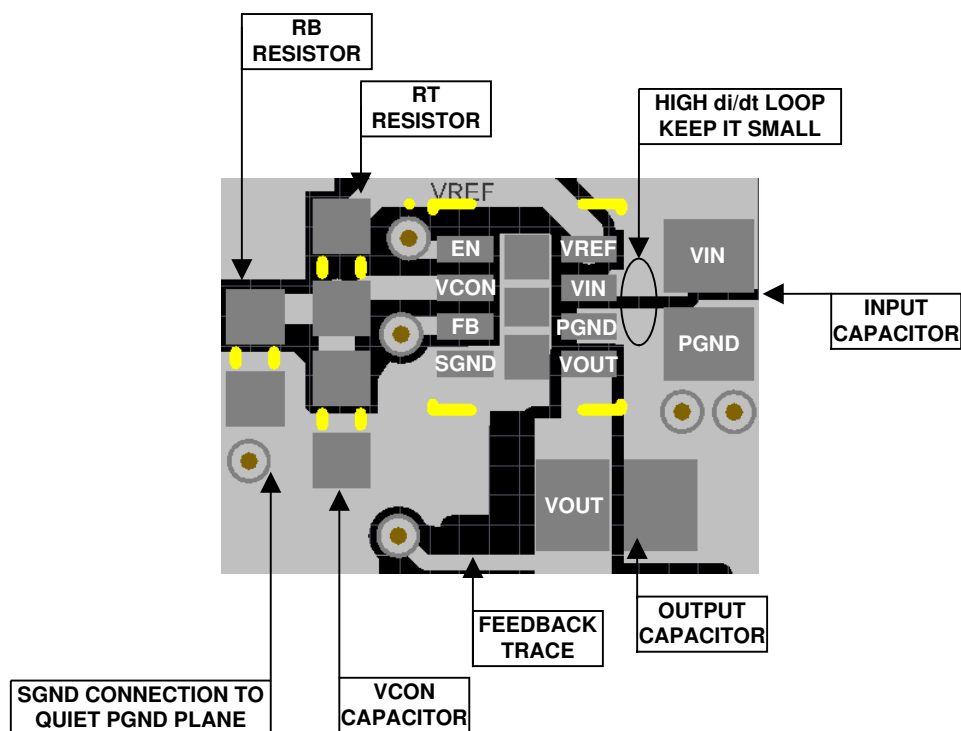 RB
RESISTOR
RT
RESISTOR
HIGH di/dt LOOP
KEEP IT SMALL
VREF
EN
VREF
VIN
VCON
VIN
INPUT
CAPACITOR
FB
PGND
PGND
SGND
VOUT
VOUT
FEEDBACK
TRACE
OUTPUT
CAPACITOR
SGND CONNECTION TO
QUIET PGND PLANE
VCON
CAPACITOR